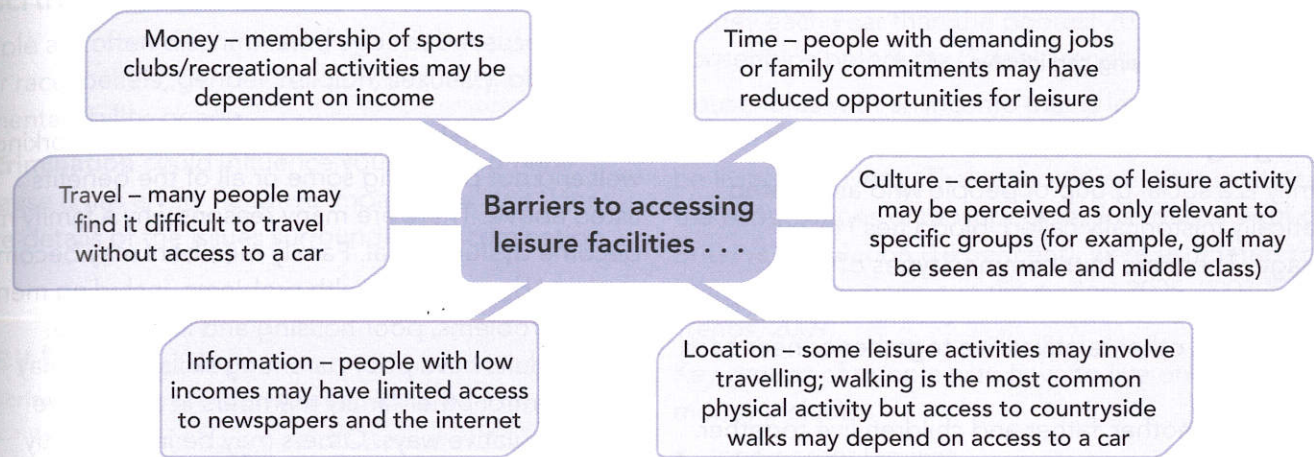 Money – membership of sports
clubs/recreational activities may be
dependent on income
Time – people with demanding jobs
or family commitments may have
reduced opportunities for leisure
Travel – many people may
find it difficult to travel
without access to a car
Barriers to accessing
leisure facilities . . .
Culture – certain types of leisure activity
may be perceived as only relevant to
specific groups (for example, golf may
be seen as male and middle class)
Information – people with low
incomes may have limited access
to newspapers and the internet
Location – some leisure activities may involve
travelling; walking is the most common
physical activity but access to countryside
walks may depend on access to a car